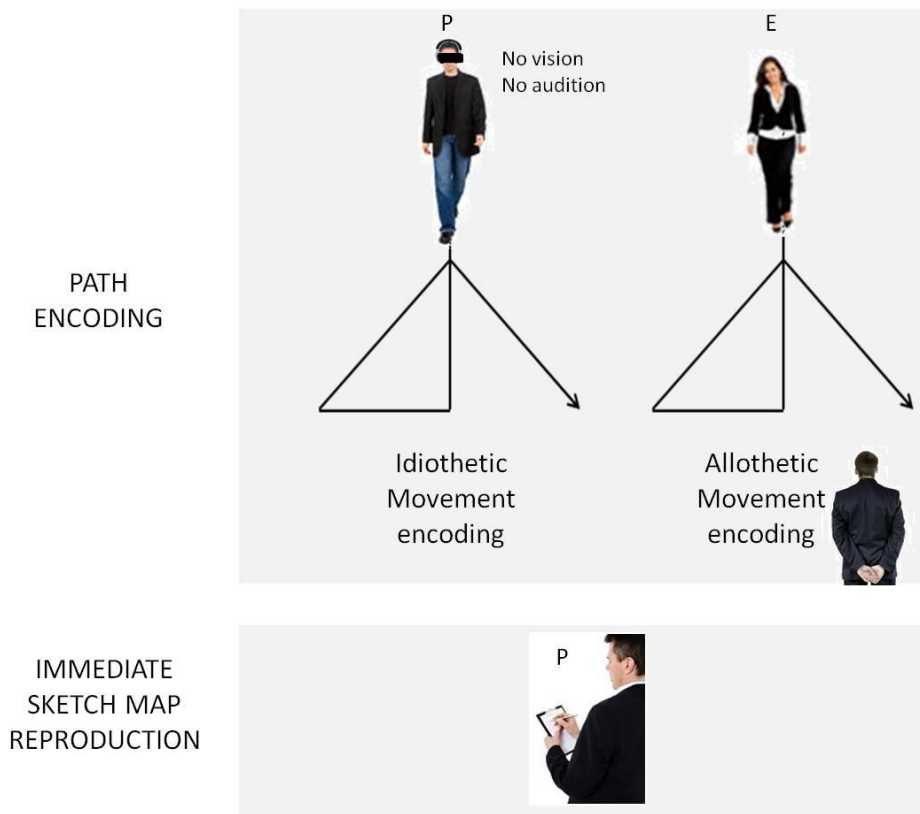 P
E
No vision
No audition
PATH
ENCODING
Idiothetic
Movement
encoding
Allothetic
Movement
encoding
IMMEDIATE
SKETCH MAP
REPRODUCTION
P